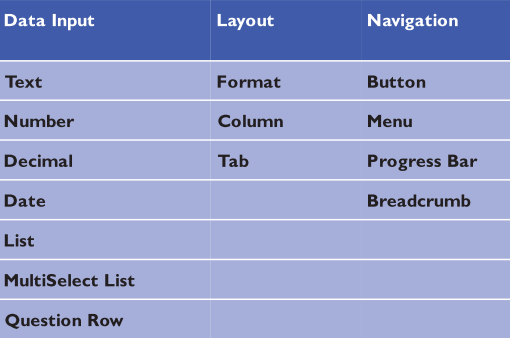 Data Input Layout Navigation
Text Format Button
Number Column Menu
Decimal Tab Progress Bar
Date Breadcrumb
List
MultiSelect List
Question Row